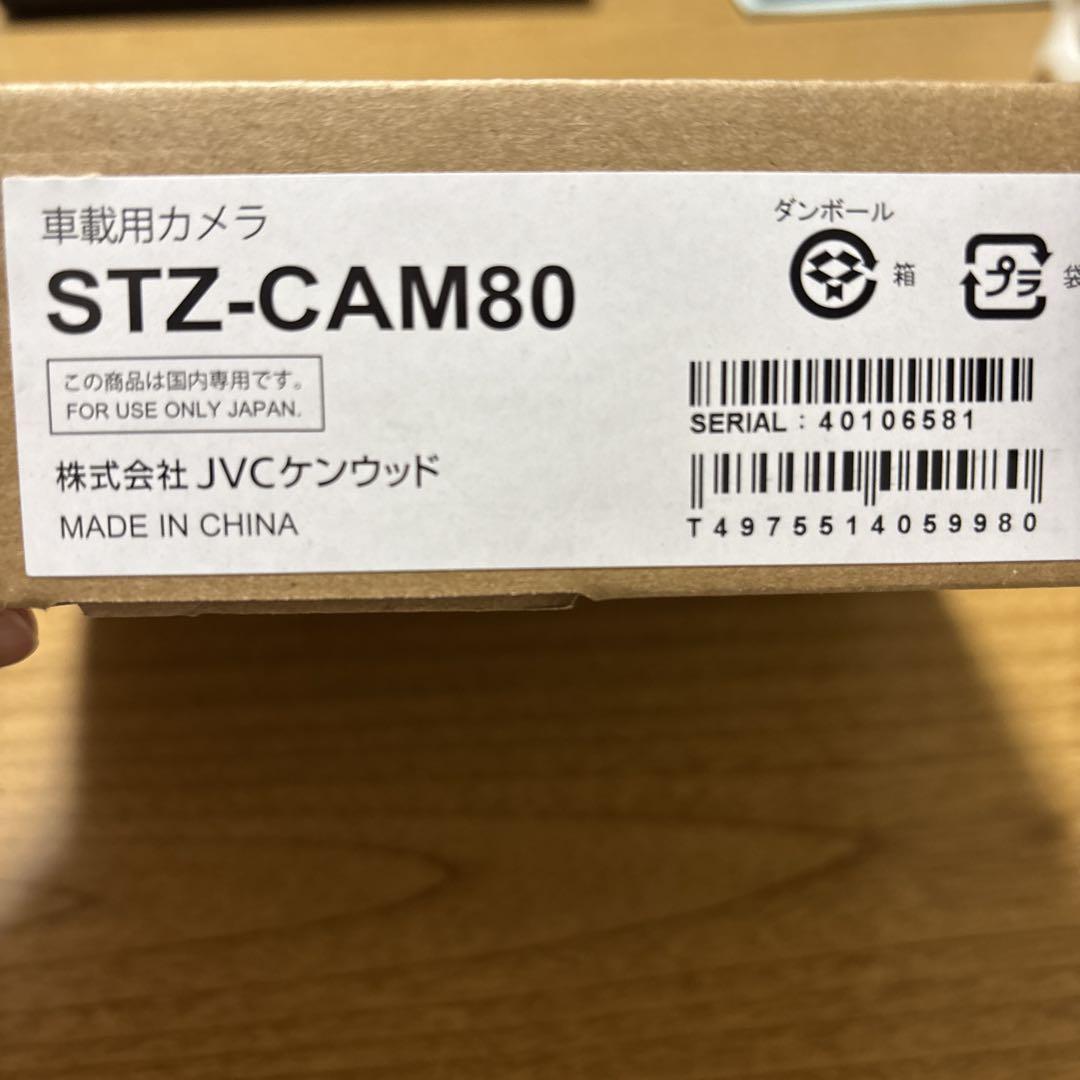 車載用カメラ
STZ-CAM80
この商品は国内専用です。
FOR USE ONLY JAPAN.
株式会社 JVCケンウッド
MADE IN CHINA
ダンボール
箱
プラ
袋
SERIAL : 40106581
T4975514059980